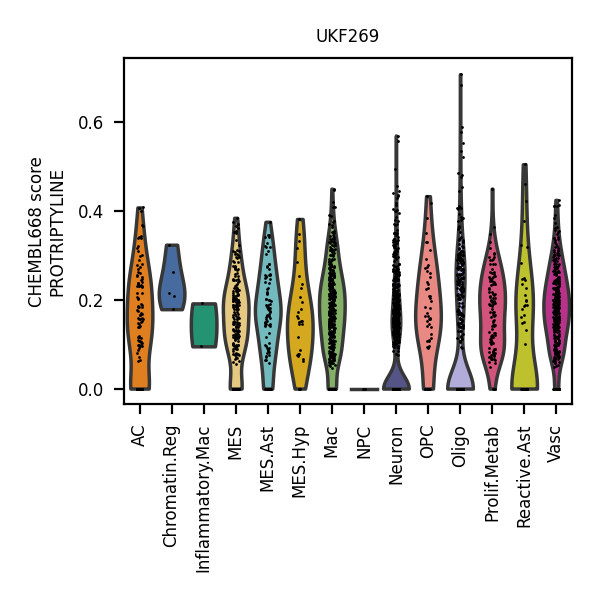 UKF269
CHEMBL668 score
PROTRIPTYLINE
0.6
0.4
0.2
0.0
AC
Chromatin.Reg
Inflammatory.Mac
MES
MES.Ast
MES.Hyp
Mac
NPC
Neuron
OPC
Oligo
Prolif.Metab
Reactive.Ast
Vasc